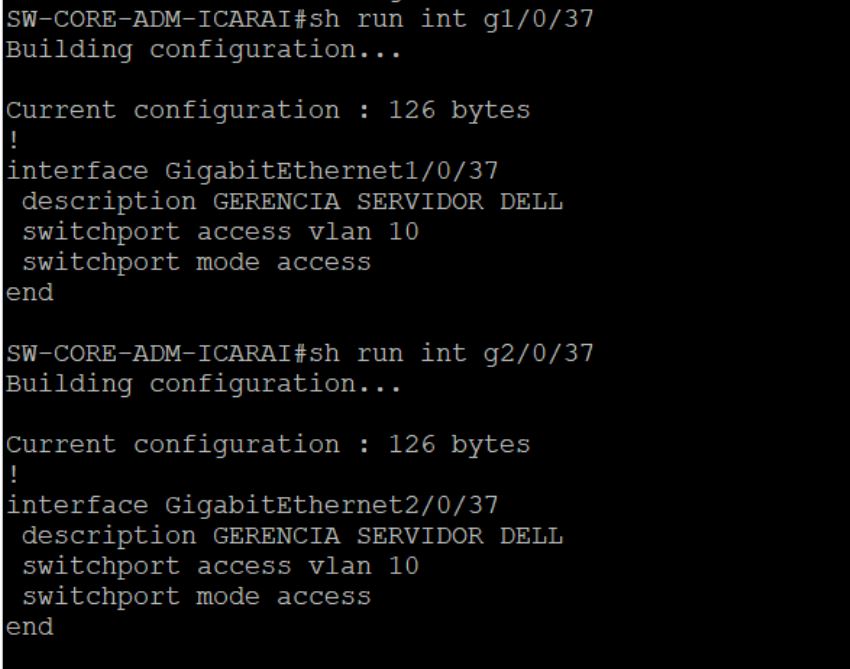 SW-CORE-ADM-ICARAI#sh run int g1/0/37
Building configuration...
Current configuration : 126 bytes
!
interface GigabitEthernet1/0/37
 description GERENCIA SERVIDOR DELL
 switchport access vlan 10
 switchport mode access
end
SW-CORE-ADM-ICARAI#sh run int g2/0/37
Building configuration...
Current configuration : 126 bytes
!
interface GigabitEthernet2/0/37
 description GERENCIA SERVIDOR DELL
 switchport access vlan 10
 switchport mode access
end